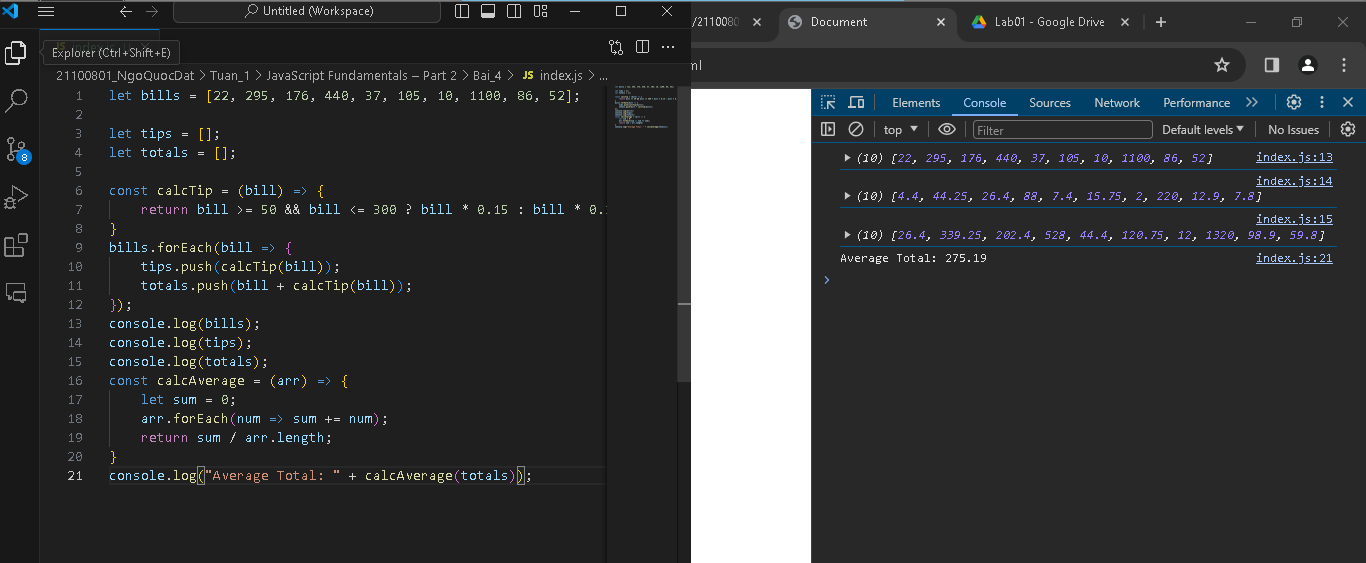 Untitled (Workspace)
Explorer (Ctrl+Shift+E)
21100801_NgoQuocDat > Tuan_1 > JavaScript Fundamentals – Part 2 > Bai_4 > JS index.js > ...
1 let bills = [22, 295, 176, 440, 37, 105, 10, 1100, 86, 52];
2
3 let tips = [];
4 let totals = [];
5
6 const calcTip = (bill) => {
7 return bill >= 50 && bill <= 300 ? bill * 0.15 : bill * 0.
8 }
9 bills.forEach(bill => {
10 tips.push(calcTip(bill));
11 totals.push(bill + calcTip(bill));
12 });
13 console.log(bills);
14 console.log(tips);
15 console.log(totals);
16 const calcAverage = (arr) => {
17 let sum = 0;
18 arr.forEach(num => sum += num);
19 return sum / arr.length;
20 }
21 console.log("Average Total: " + calcAverage(totals));
8
/211008
Document
Lab01 - Google Drive
ml
Elements Console Sources Network Performance
top Filter Default levels No Issues
(10) [22, 295, 176, 440, 37, 105, 10, 1100, 86, 52] index.js:13
index.js:14
(10) [4.4, 44.25, 26.4, 88, 7.4, 15.75, 2, 220, 12.9, 7.8]
index.js:15
(10) [26.4, 339.25, 202.4, 528, 44.4, 120.75, 12, 1320, 98.9, 59.8]
Average Total: 275.19 index.js:21